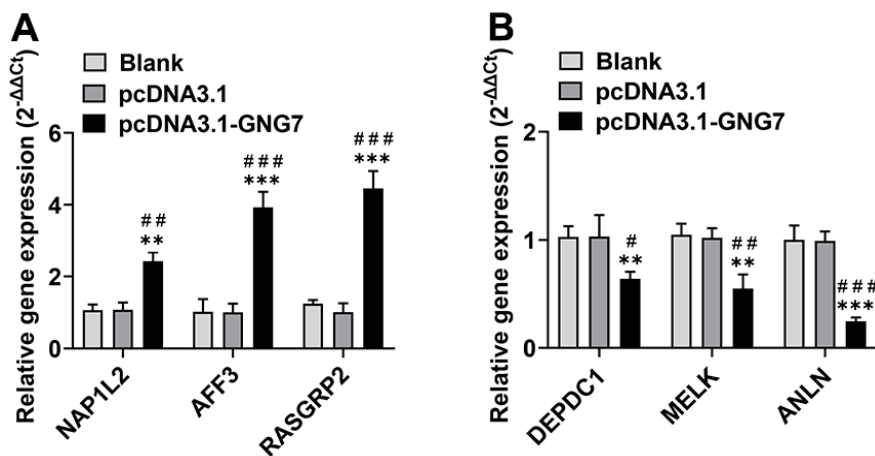 A
Relative gene expression (2-ΔΔCt)
Blank
pcDNA3.1
pcDNA3.1-GNG7
6
4
2
0
##
**
###
***
###
***
NAP1L2
AFF3
RASGRP2
B
Relative gene expression (2-ΔΔCt)
Blank
pcDNA3.1
pcDNA3.1-GNG7
2
1
0
#
**
##
**
###
***
DEPDC1
MELK
ANLN